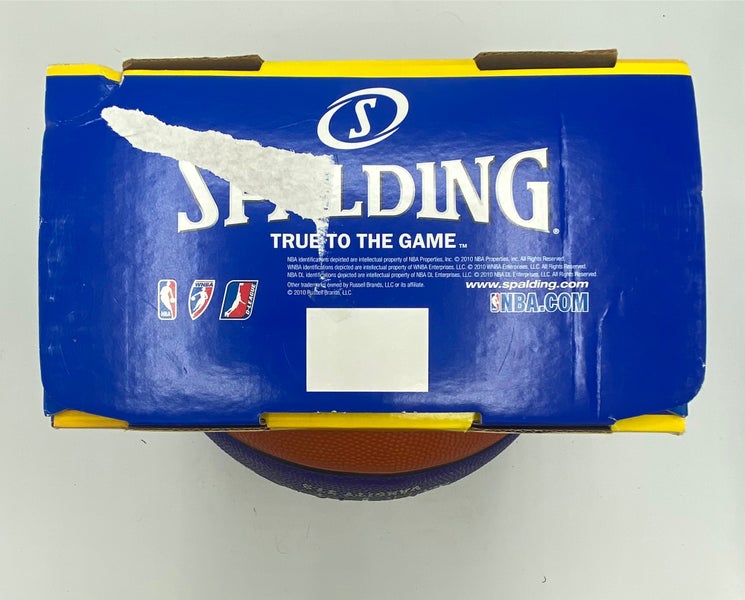 S
SPALDING®
TRUE TO THE GAME™
NBA identifications depicted are intellectual property of NBA Properties, Inc. © 2010 NBA Properties, Inc. All Rights Reserved.
WNBA identifications depicted are intellectual property of WNBA Enterprises, LLC. © 2010 WNBA Enterprises, LLC. All Rights Reserved.
NBA DL identifications depicted are intellectual property of NBA DL Enterprises, LLC. © 2010 NBA DL Enterprises, LLC. All Rights Reserved.
Other trademarks owned by Russell Brands, LLC or its affiliate.
© 2010 Russell Brands, LLC.
www.spalding.com
NBA.COM
NBA
WNBA
D-LEAGUE